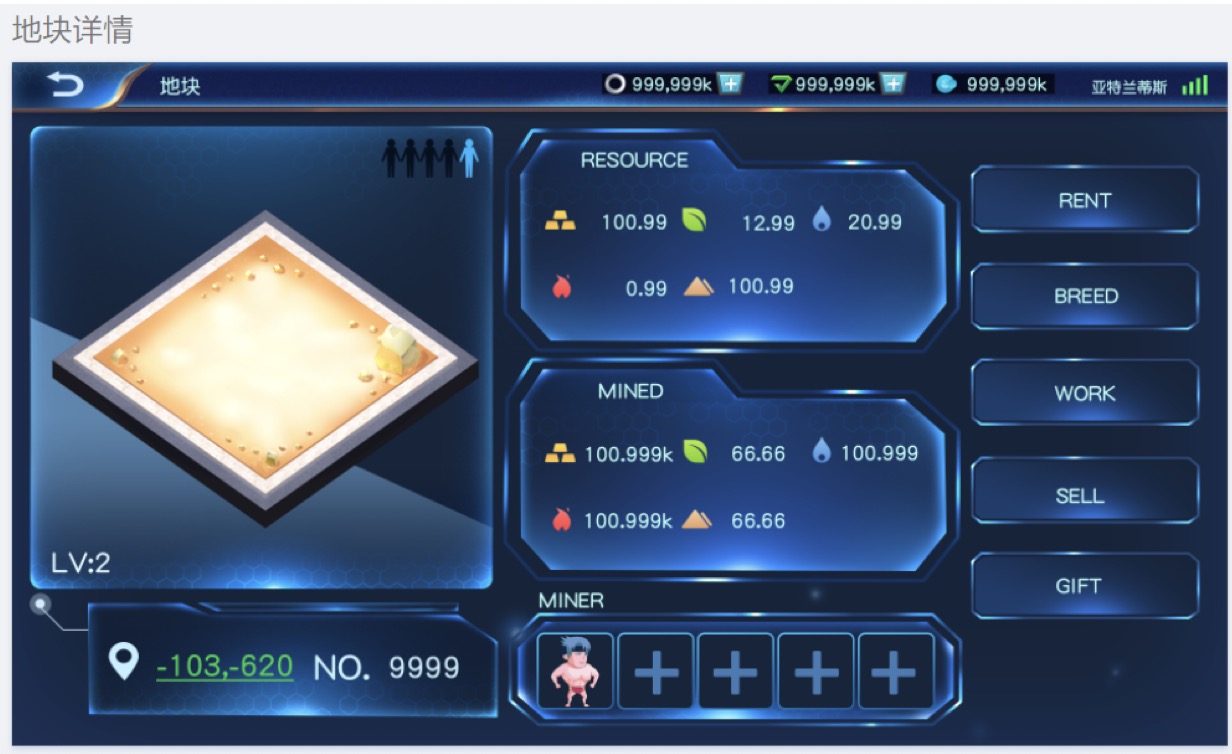 地块详情
地块 999,999k 999,999k 999,999k 亚特兰蒂斯
RESOURCE
100.99 12.99 20.99
0.99 100.99
MINED
100.999k 66.66 100.999
100.999k 66.66
LV:2
-103,-620 NO. 9999
MINER
RENT
BREED
WORK
SELL
GIFT